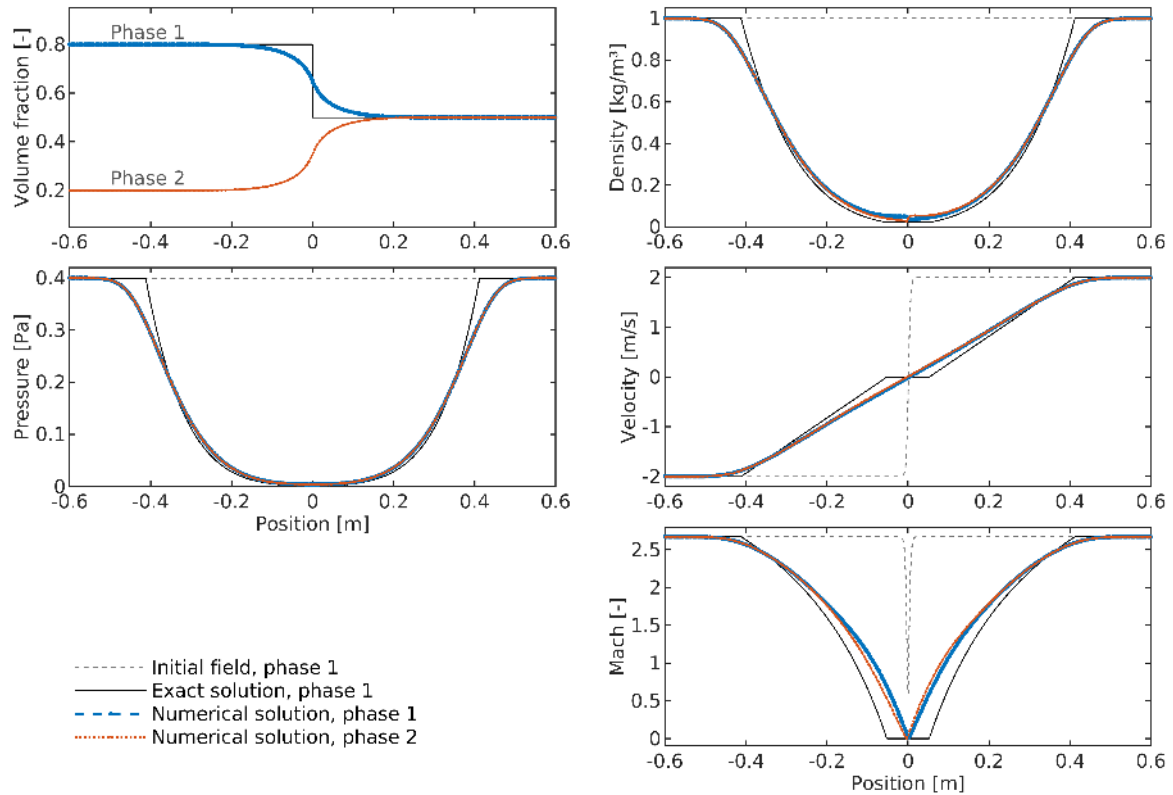 Volume fraction [-]
0.8
0.6
0.4
0.2
Phase 1
Phase 2
-0.6 -0.4 -0.2 0 0.2 0.4 0.6
Density [kg/m³]
1
0.8
0.6
0.4
0.2
0
-0.6 -0.4 -0.2 0 0.2 0.4 0.6
Pressure [Pa]
0.4
0.3
0.2
0.1
0
-0.6 -0.4 -0.2 0 0.2 0.4 0.6
Position [m]
Velocity [m/s]
2
1
0
-1
-2
-0.6 -0.4 -0.2 0 0.2 0.4 0.6
Mach [-]
2.5
2
1.5
1
0.5
0
-0.6 -0.4 -0.2 0 0.2 0.4 0.6
Position [m]
Initial field, phase 1
Exact solution, phase 1
Numerical solution, phase 1
Numerical solution, phase 2